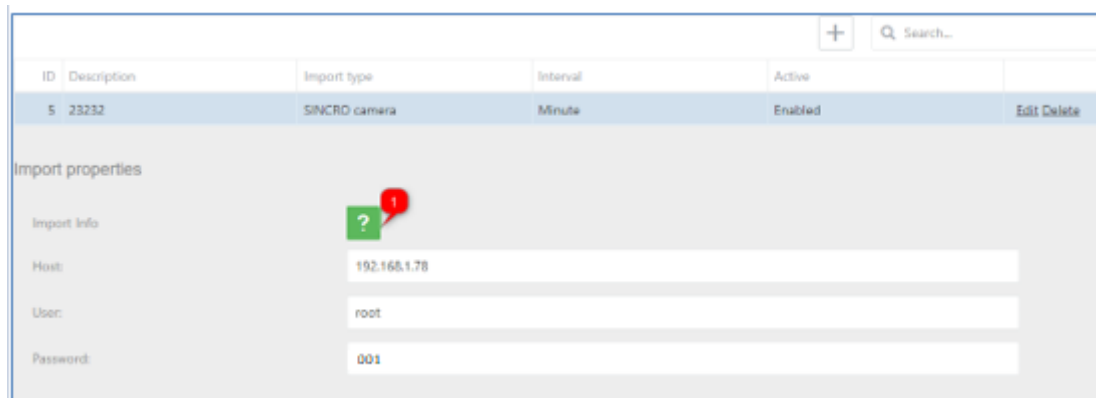 Search...
ID Description Import type Interval Active
5 23232 SINCRO camera Minute Enabled Edit Delete
Import properties
Import Info ? 1
Host: 192.168.1.78
User: root
Password: 001